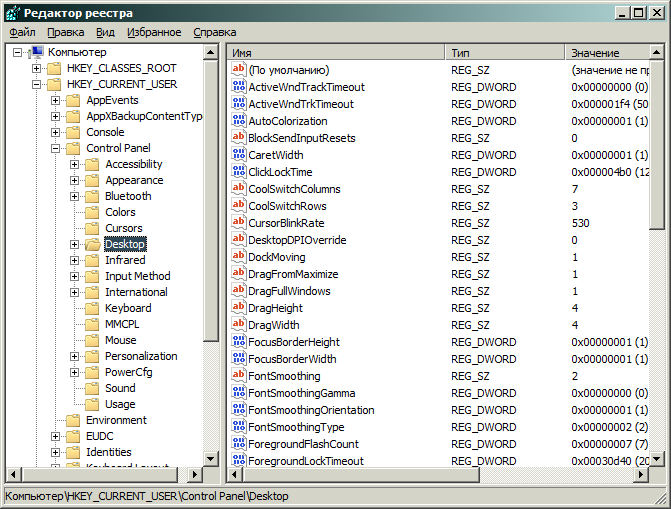 Редактор реестра
Файл Правка Вид Избранное Справка
Компьютер
HKEY_CLASSES_ROOT
HKEY_CURRENT_USER
AppEvents
AppXBackupContentType
Console
Control Panel
Accessibility
Appearance
Bluetooth
Colors
Cursors
Desktop
Infrared
Input Method
International
Keyboard
MMCPL
Mouse
Personalization
PowerCfg
Sound
Usage
Environment
EUDC
Identities
Keyboard Layout
Имя Тип Значение
(По умолчанию) REG_SZ (значение не пр
ActiveWndTrackTimeout REG_DWORD 0x00000000 (0)
ActiveWndTrkTimeout REG_DWORD 0x000001f4 (50
AutoColorization REG_DWORD 0x00000001 (1)
BlockSendInputResets REG_SZ 0
CaretWidth REG_DWORD 0x00000001 (1)
ClickLockTime REG_DWORD 0x000004b0 (12
CoolSwitchColumns REG_SZ 7
CoolSwitchRows REG_SZ 3
CursorBlinkRate REG_SZ 530
DesktopDPIOverride REG_SZ 0
DockMoving REG_SZ 1
DragFromMaximize REG_SZ 1
DragFullWindows REG_SZ 1
DragHeight REG_SZ 4
DragWidth REG_SZ 4
FocusBorderHeight REG_DWORD 0x00000001 (1)
FocusBorderWidth REG_DWORD 0x00000001 (1)
FontSmoothing REG_SZ 2
FontSmoothingGamma REG_DWORD 0x00000000 (0)
FontSmoothingOrientation REG_DWORD 0x00000001 (1)
FontSmoothingType REG_DWORD 0x00000002 (2)
ForegroundFlashCount REG_DWORD 0x00000007 (7)
ForegroundLockTimeout REG_DWORD 0x00030d40 (20
Компьютер\HKEY_CURRENT_USER\Control Panel\Desktop